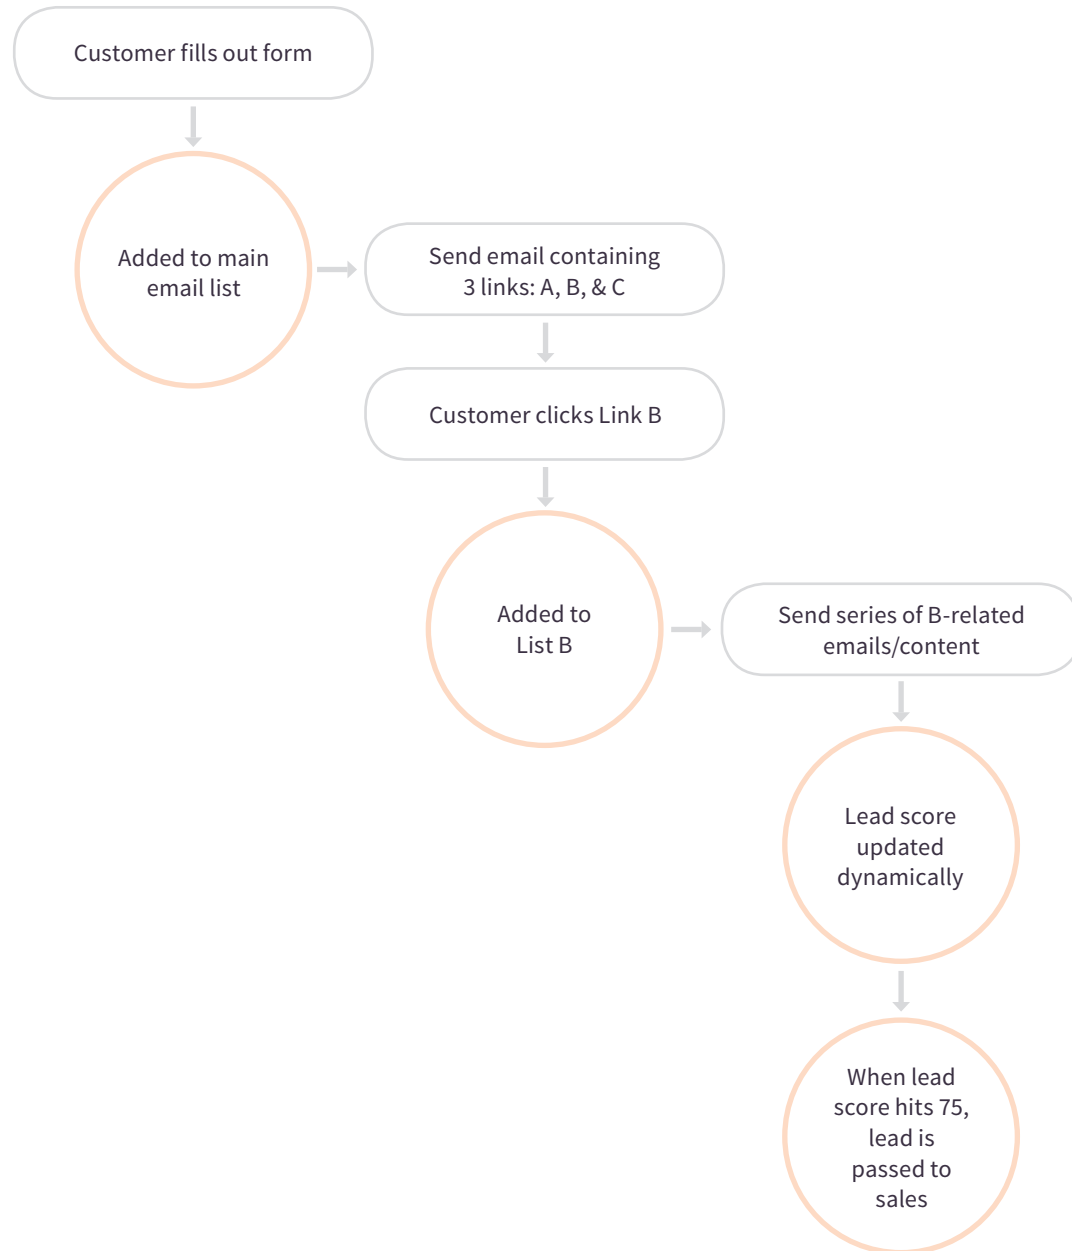 Customer fills out form
Added to main
email list
Send email containing
3 links: A, B, & C
Customer clicks Link B
Added to
List B
Send series of B-related
emails/content
Lead score
updated
dynamically
When lead
score hits 75,
lead is
passed to
sales